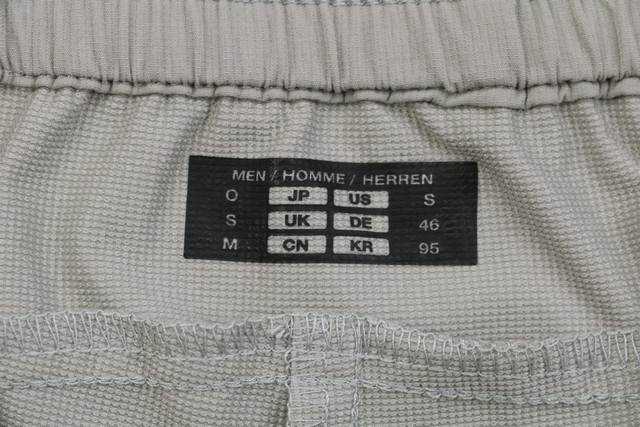 MEN / HOMME / HERREN
O JP US S
S UK DE 46
M CN KR 95